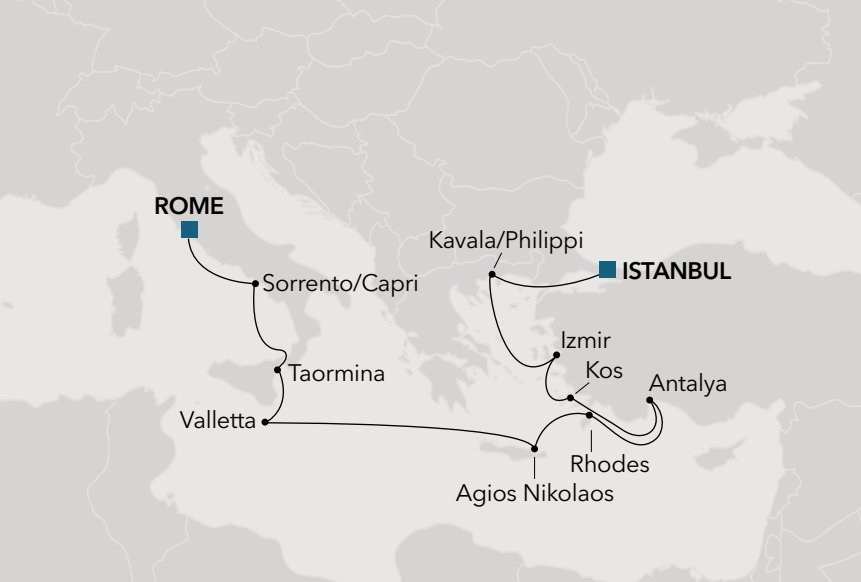 ROME
Kavala/Philippi
ISTANBUL
Sorrento/Capri
Izmir
Kos
Taormina
Antalya
Valletta
Rhodes
Agios Nikolaos